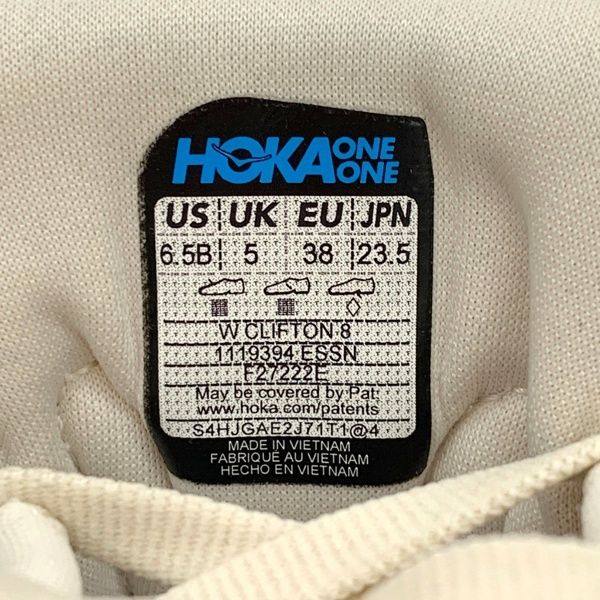 HOKA ONE ONE
US UK EU JPN
6.5B 5 38 23.5
W CLIFTON 8
1119394 ESSN
F27222E
May be covered by Pat:
www.hoka.com/patents
S4HJGAE2J71T1@4
MADE IN VIETNAM
FABRIQUÉ AU VIETNAM
HECHO EN VIETNAM